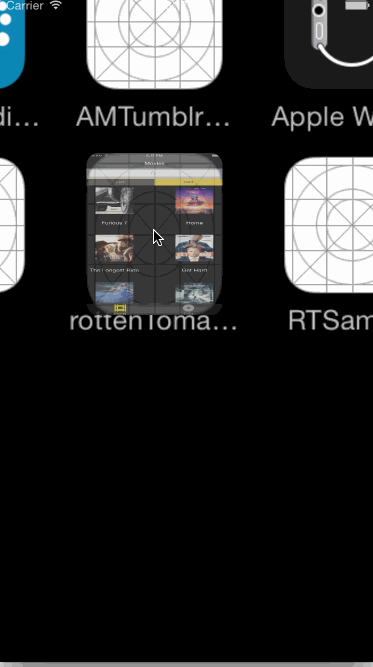 Carrier
di...
AMTumblr...
Apple W
Movies
Furious 7
Home
The Longest Ride
Get Hard
rottenToma...
RTSam